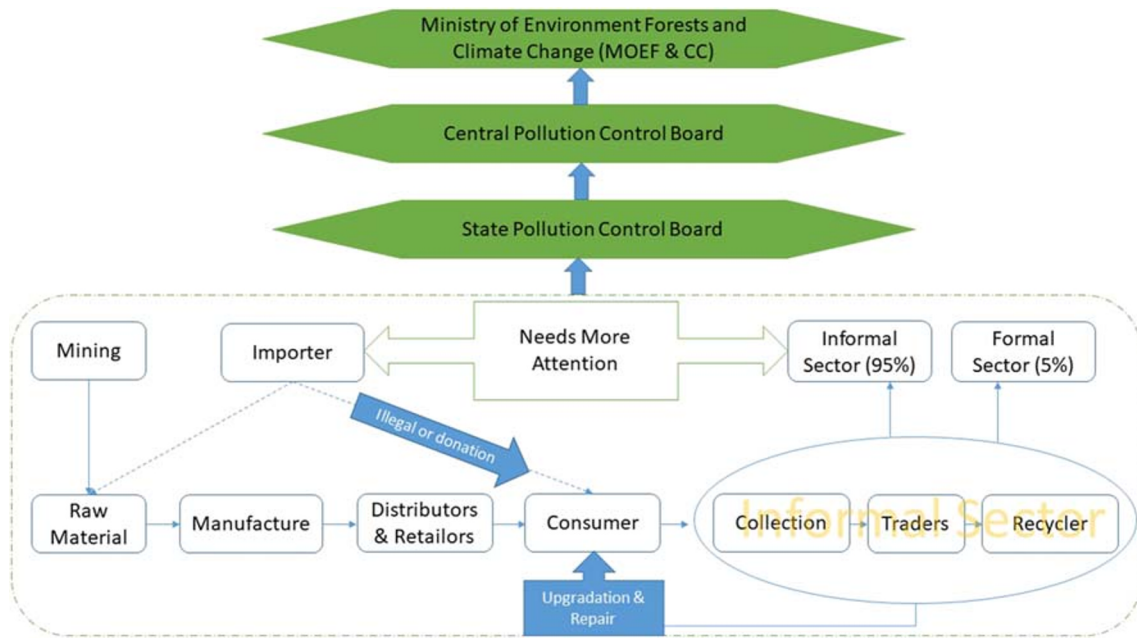 Ministry of Environment Forests and
Climate Change (MOEF & CC)
Central Pollution Control Board
State Pollution Control Board
Mining
Importer
Needs More
Attention
Informal
Sector (95%)
Formal
Sector (5%)
Illegal or donation
Raw
Material
Manufacture
Distributors
& Retailors
Consumer
Informal Sector
Collection
Traders
Recycler
Upgradation &
Repair